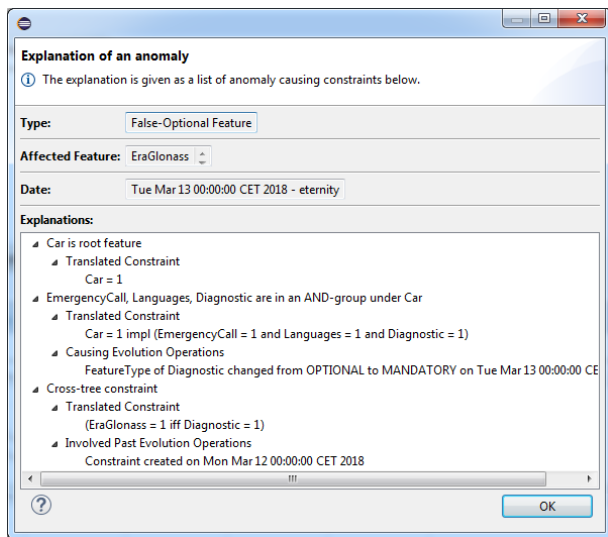 Explanation of an anomaly
The explanation is given as a list of anomaly causing constraints below.
Type: False-Optional Feature
Affected Feature: EraGlonass
Date: Tue Mar 13 00:00:00 CET 2018 - eternity
Explanations:
Car is root feature
Translated Constraint
Car = 1
EmergencyCall, Languages, Diagnostic are in an AND-group under Car
Translated Constraint
Car = 1 impl (EmergencyCall = 1 and Languages = 1 and Diagnostic = 1)
Causing Evolution Operations
FeatureType of Diagnostic changed from OPTIONAL to MANDATORY on Tue Mar 13 00:00:00 CE
Cross-tree constraint
Translated Constraint
(EraGlonass = 1 iff Diagnostic = 1)
Involved Past Evolution Operations
Constraint created on Mon Mar 12 00:00:00 CET 2018
OK